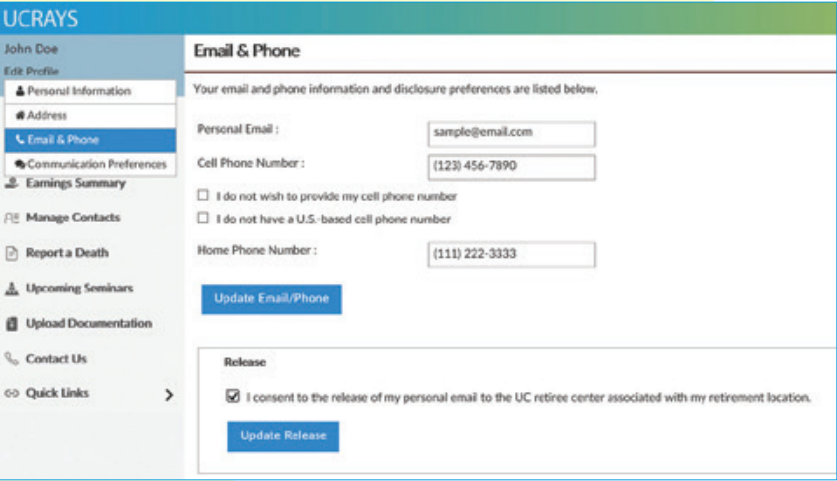 UCRAYS
John Doe
Edit Profile
Personal Information
Address
Email & Phone
Communication Preferences
Earnings Summary
Manage Contacts
Report a Death
Upcoming Seminars
Upload Documentation
Contact Us
Quick Links
Email & Phone
Your email and phone information and disclosure preferences are listed below.
Personal Email : sample@email.com
Cell Phone Number : (123) 456-7890
I do not wish to provide my cell phone number
I do not have a U.S.-based cell phone number
Home Phone Number : (111) 222-3333
Update Email/Phone
Release
I consent to the release of my personal email to the UC retiree center associated with my retirement location.
Update Release